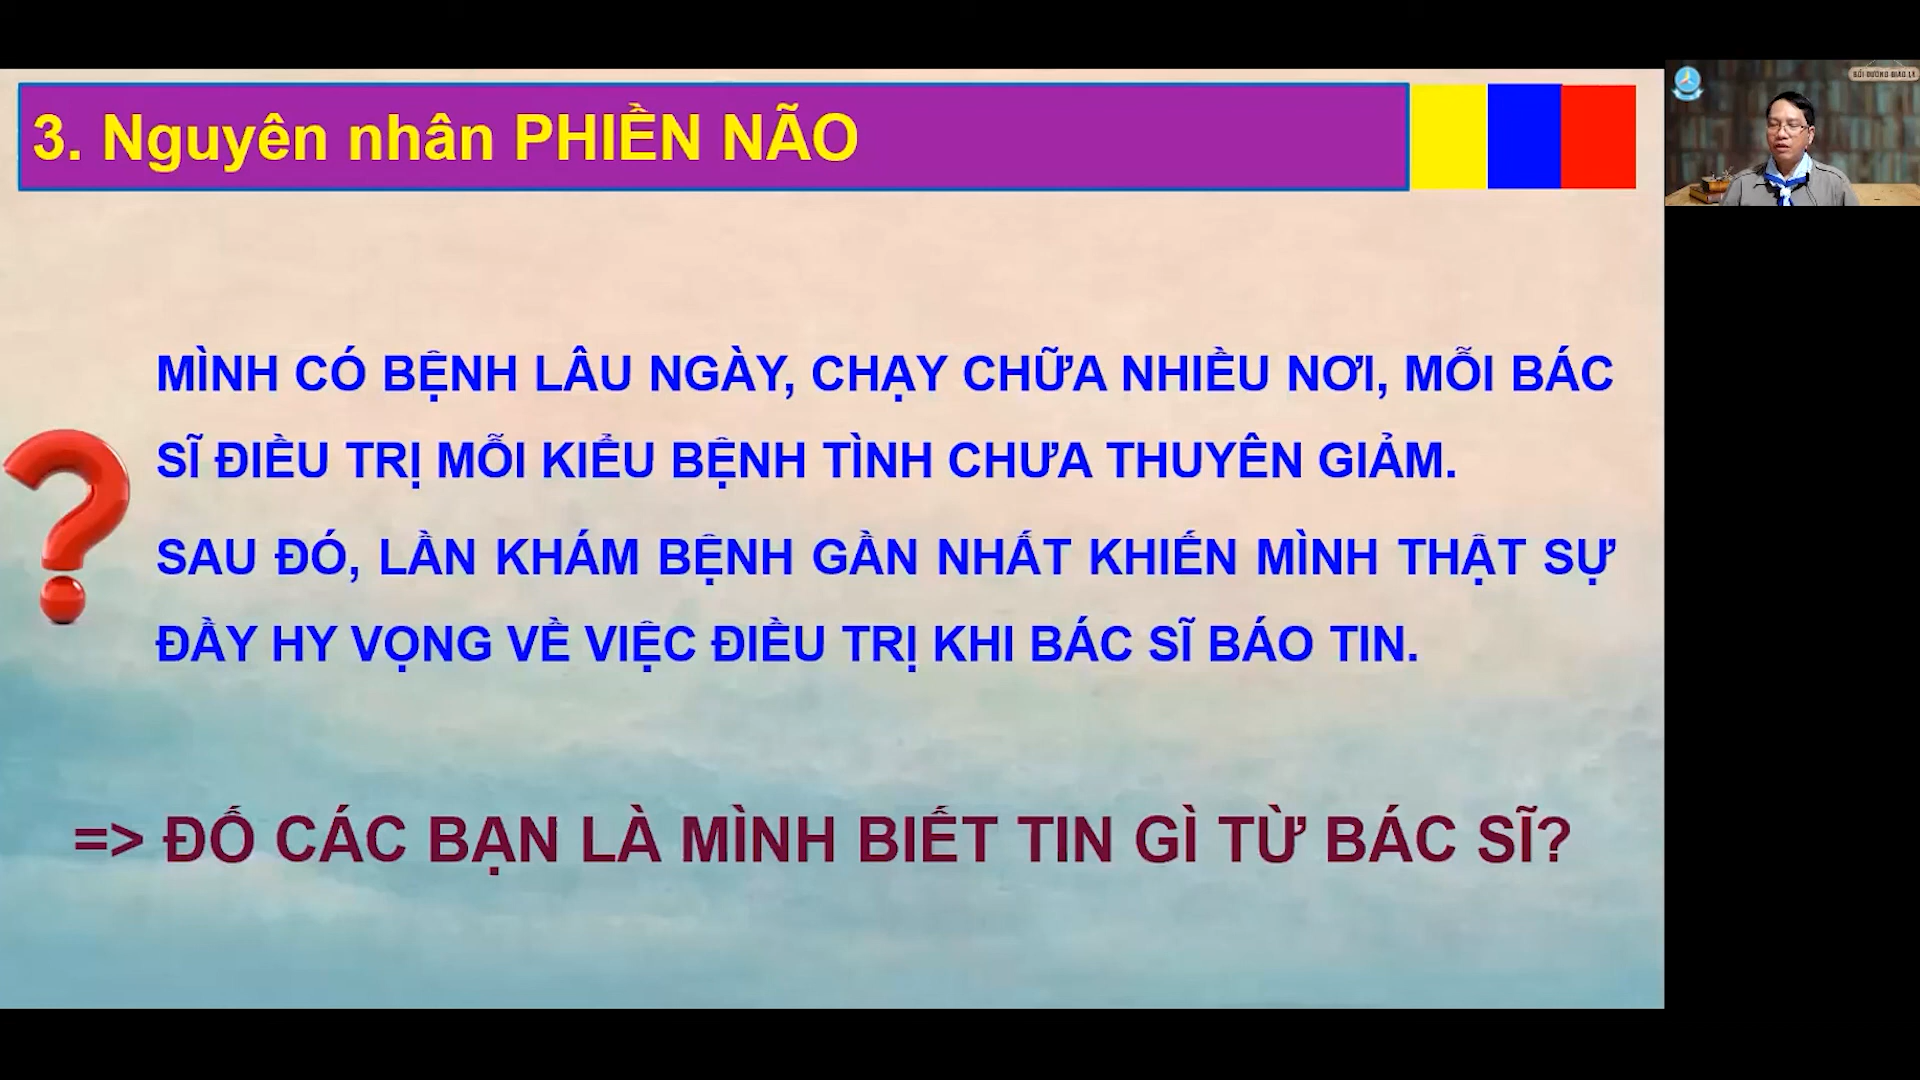 3. Nguyên nhân PHIỀN NÃO
MÌNH CÓ BỆNH LÂU NGÀY, CHẠY CHỮA NHIỀU NƠI, MỖI BÁC
SĨ ĐIỀU TRỊ MỖI KIỂU BỆNH TÌNH CHƯA THUYÊN GIẢM.
SAU ĐÓ, LẦN KHÁM BỆNH GẦN NHẤT KHIẾN MÌNH THẬT SỰ
ĐẦY HY VỌNG VỀ VIỆC ĐIỀU TRỊ KHI BÁC SĨ BÁO TIN.
=> ĐỐ CÁC BẠN LÀ MÌNH BIẾT TIN GÌ TỪ BÁC SĨ?